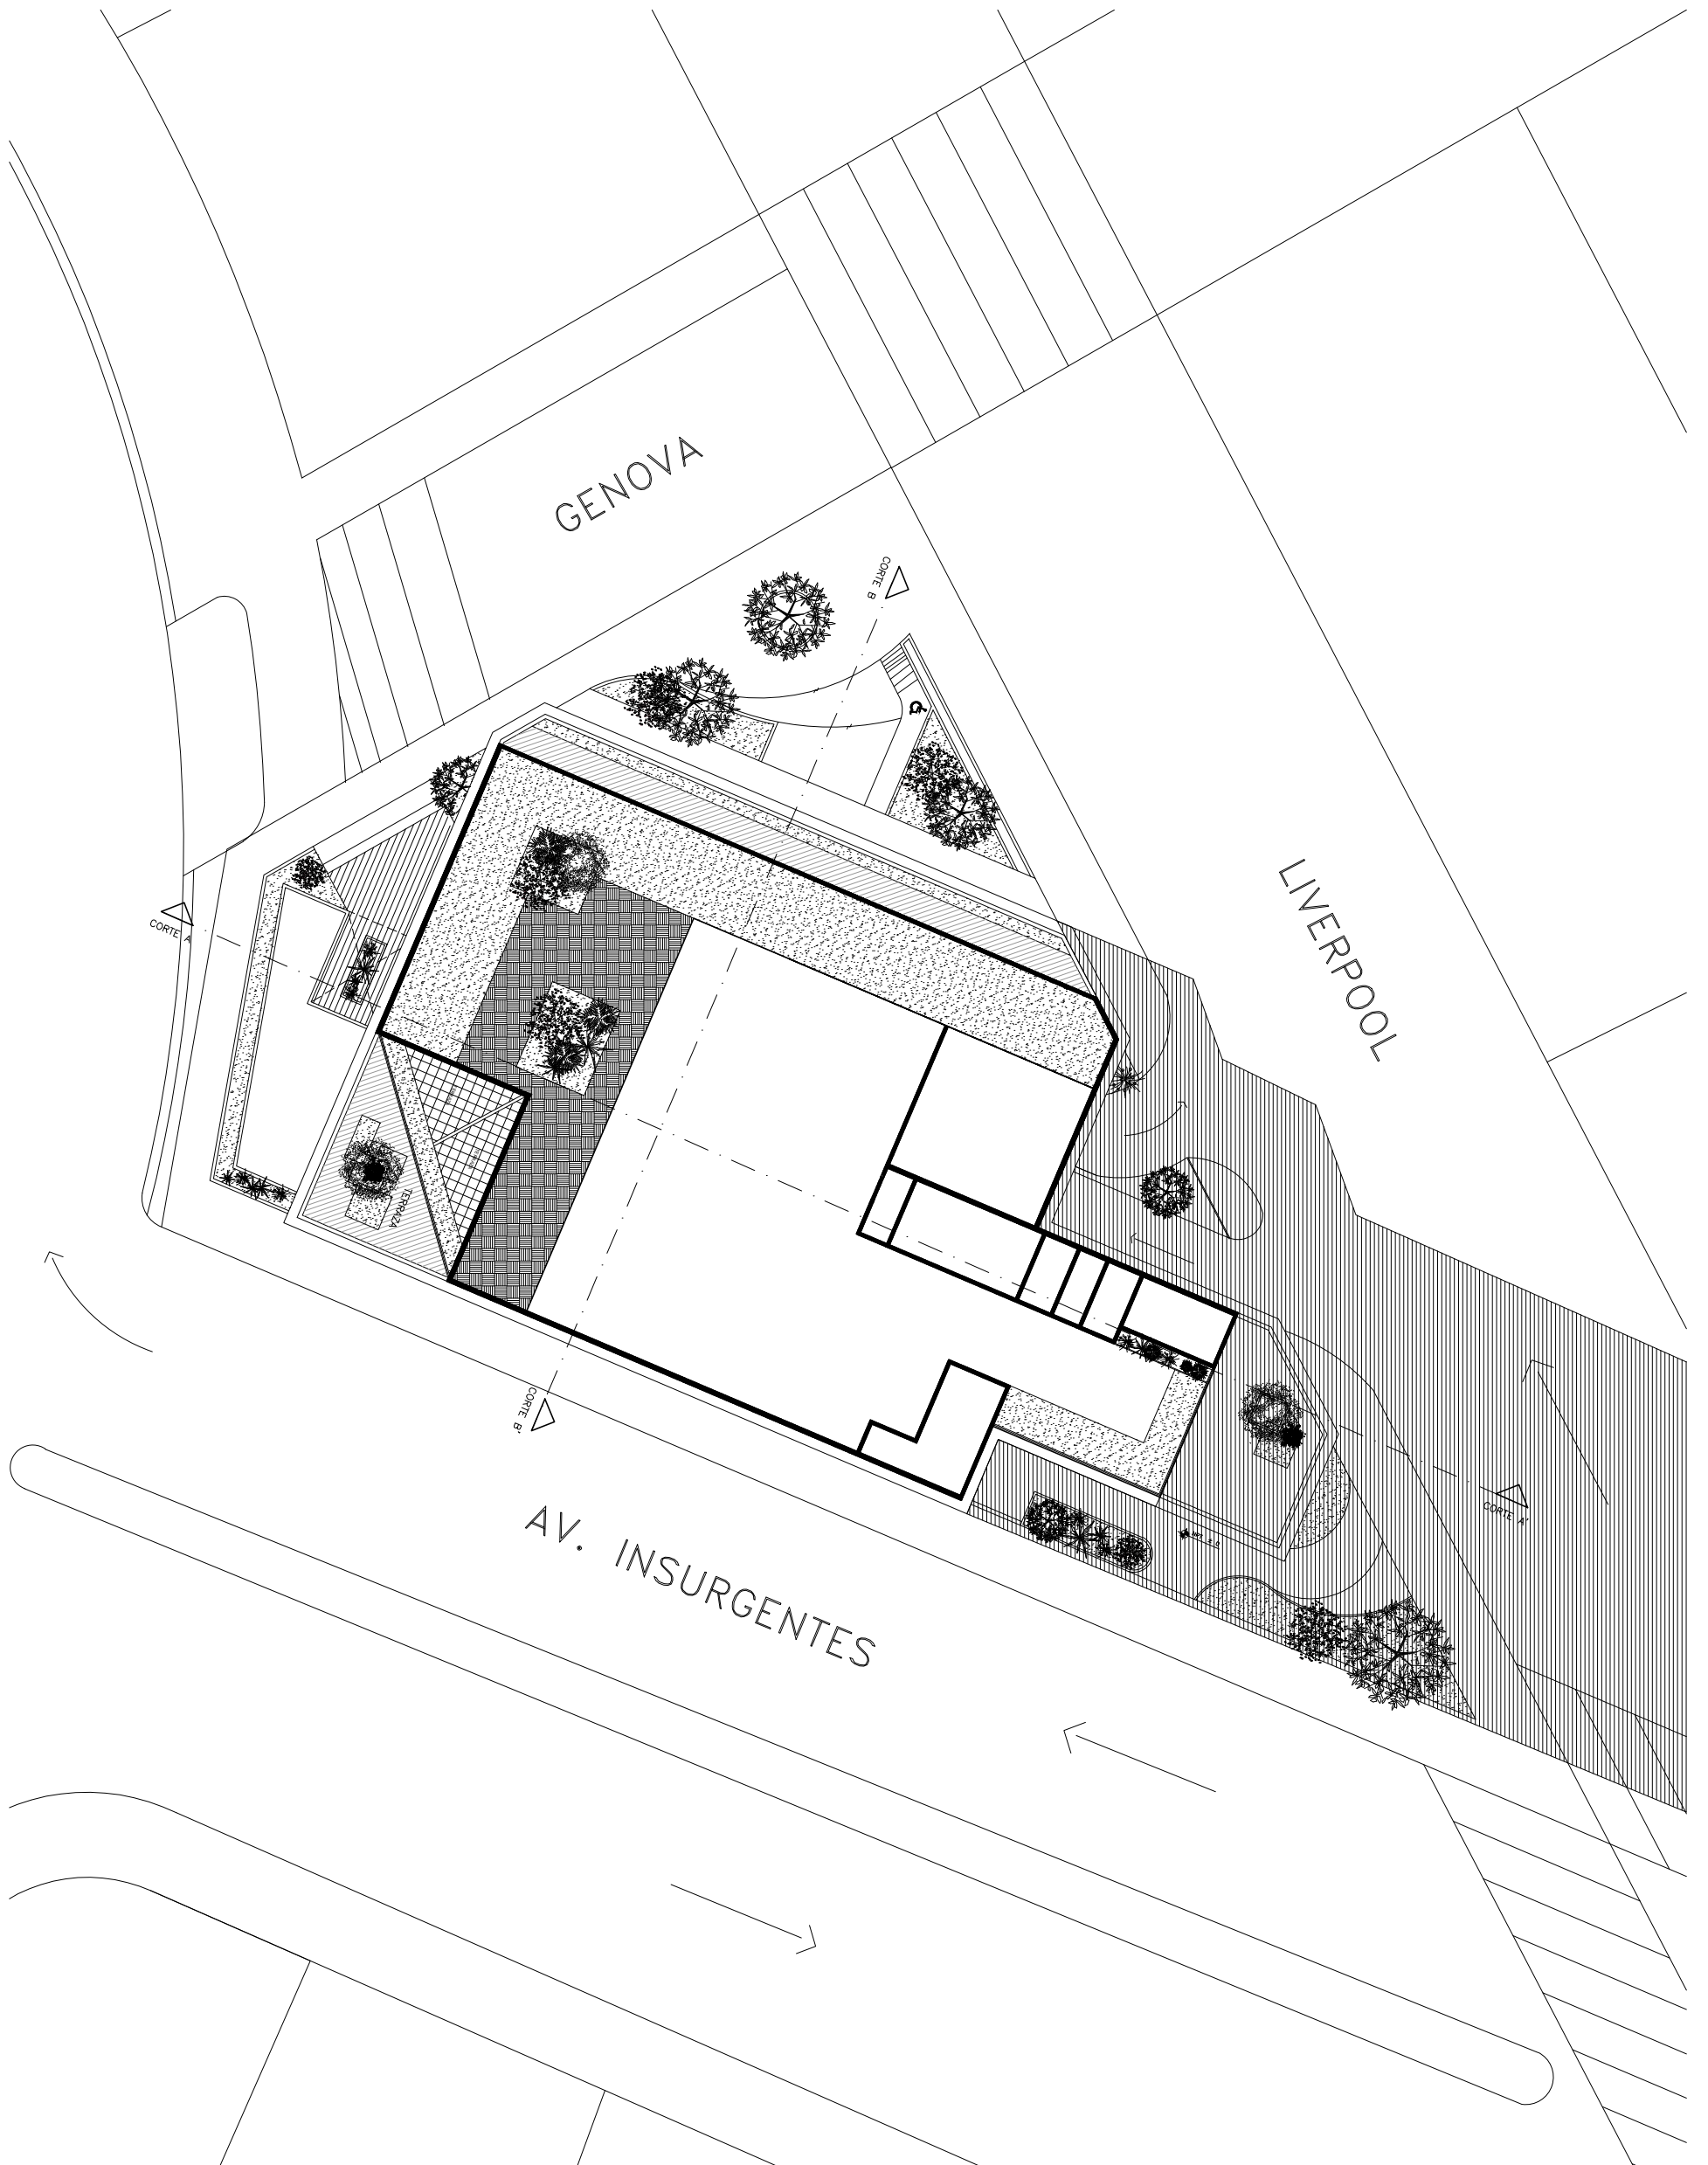 GENOVA
CORTE B
LIVERPOOL
CORTE A
TERRAZA
CORTE B'
CORTE A'
AV. INSURGENTES